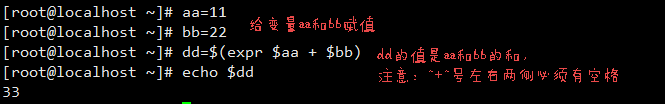 [root@localhost ~]# aa=11
给变量aa和bb赋值
[root@localhost ~]# bb=22
[root@localhost ~]# dd=$(expr $aa + $bb)
dd的值是aa和bb的和,
[root@localhost ~]# echo $dd
注意："+"号左右两侧必须有空格
33